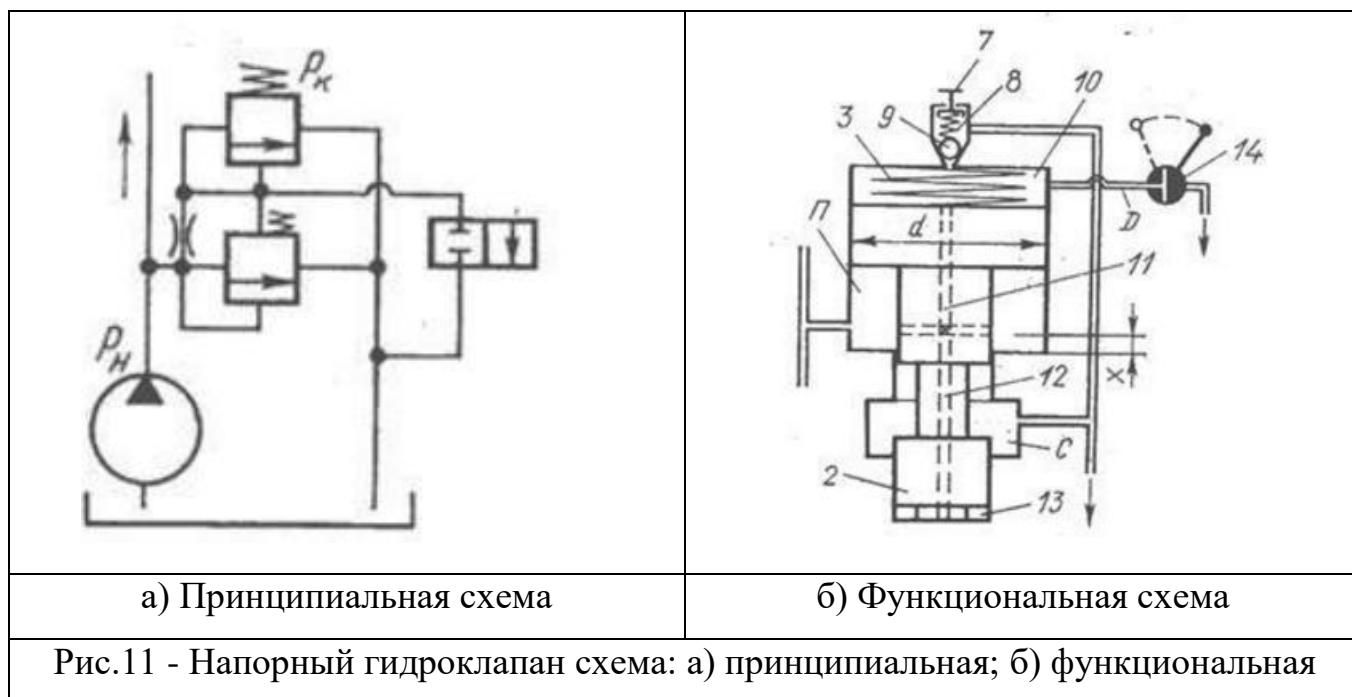 Pк
Pн
7
8
10
9
3
14
П
d
D
11
12
x
С
2
13
а) Принципиальная схема
б) Функциональная схема
Рис.11 - Напорный гидроклапан схема: а) принципиальная; б) функциональная